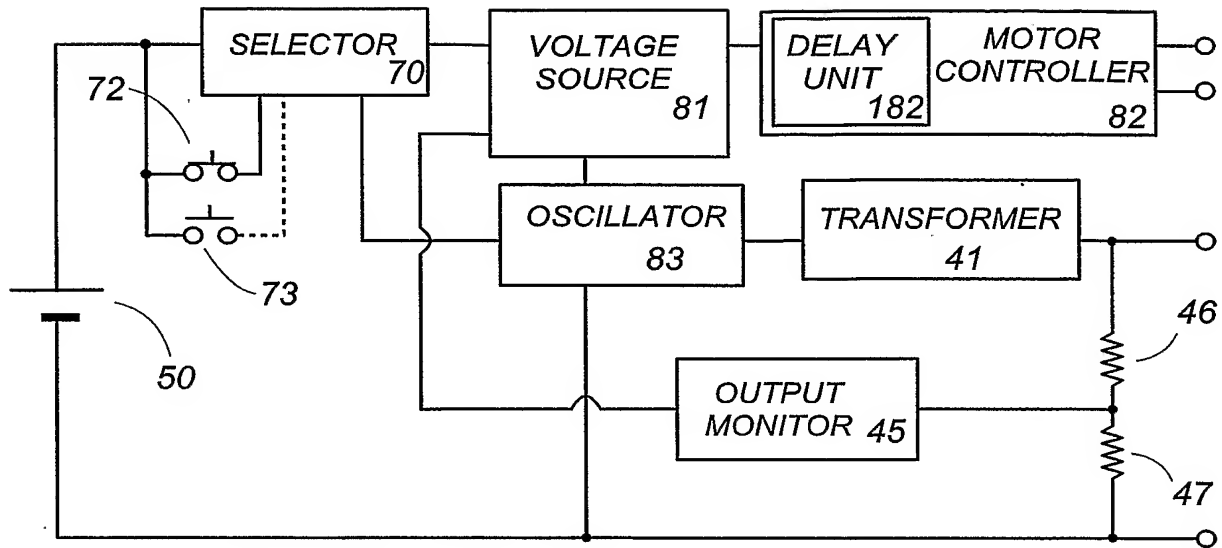 SELECTOR
70
VOLTAGE
SOURCE
81
DELAY
UNIT
182
MOTOR
CONTROLLER
82
72
73
50
OSCILLATOR
83
TRANSFORMER
41
46
OUTPUT
MONITOR 45
47